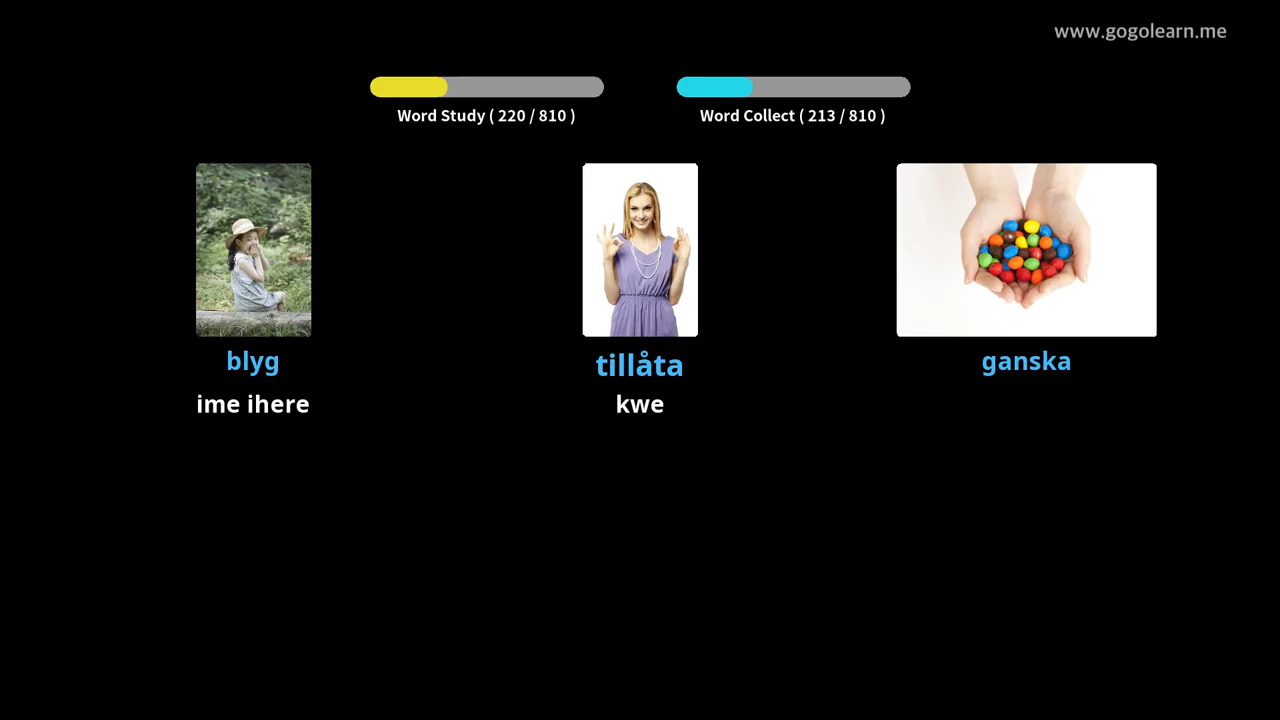 www.gogolearn.me
Word Study ( 220 / 810 )
Word Collect ( 213 / 810 )
blyg
tillåta
ganska
ime ihere
kwe